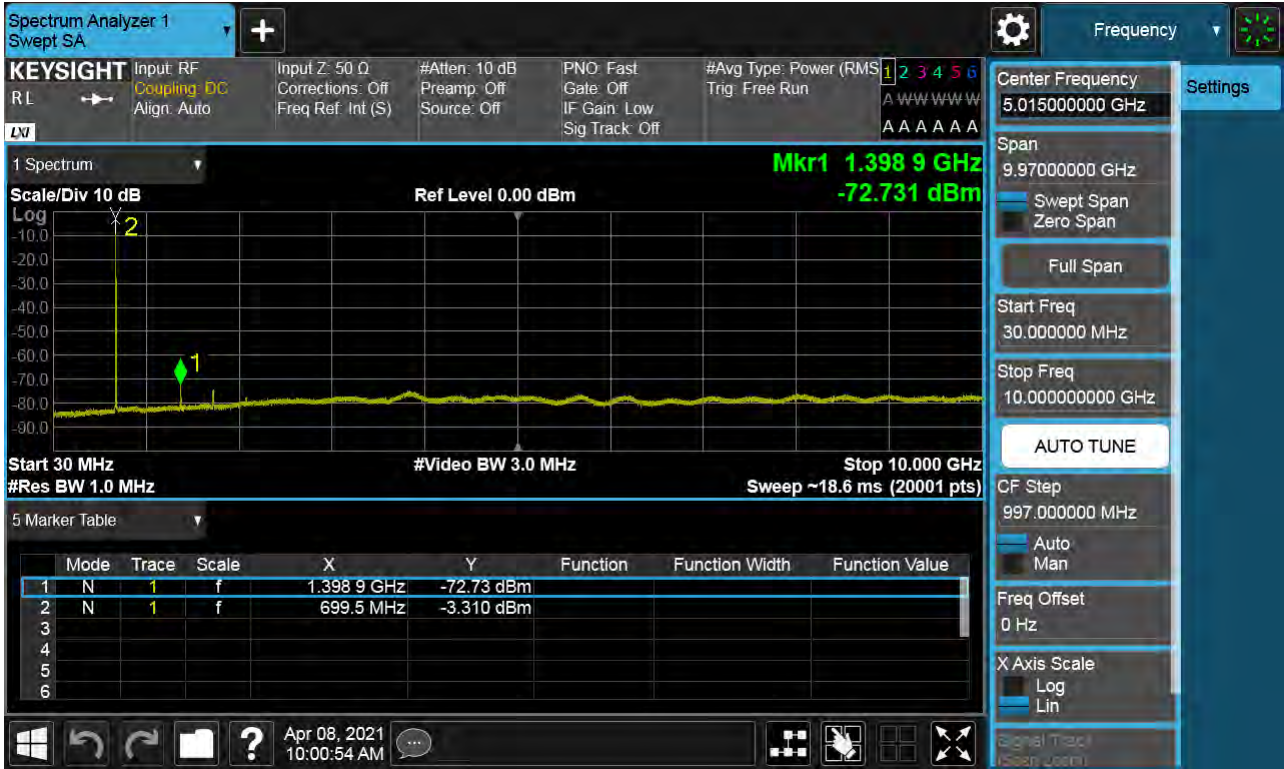 Spectrum Analyzer 1
Swept SA
+
Frequency
KEYSIGHT
RL
LXI
Input: RF
Coupling: DC
Align: Auto
Input Z: 50 Ω
Corrections: Off
Freq Ref: Int (S)
#Atten: 10 dB
Preamp: Off
Source: Off
PNO: Fast
Gate: Off
IF Gain: Low
Sig Track: Off
#Avg Type: Power (RMS
Trig: Free Run
1 2 3 4 5 6
A W W W W W
A A A A A A
1 Spectrum
Mkr1 1.398 9 GHz
-72.731 dBm
Scale/Div 10 dB
Ref Level 0.00 dBm
Log
-10.0
-20.0
-30.0
-40.0
-50.0
-60.0
-70.0
-80.0
-90.0
2
1
Start 30 MHz
#Video BW 3.0 MHz
Stop 10.000 GHz
#Res BW 1.0 MHz
Sweep ~18.6 ms (20001 pts)
5 Marker Table
Mode Trace Scale X Y Function Function Width Function Value
1 N 1 f 1.398 9 GHz -72.73 dBm
2 N 1 f 699.5 MHz -3.310 dBm
3
4
5
6
Apr 08, 2021
10:00:54 AM
?
Center Frequency
5.015000000 GHz
Settings
Span
9.97000000 GHz
Swept Span
Zero Span
Full Span
Start Freq
30.000000 MHz
Stop Freq
10.000000000 GHz
AUTO TUNE
CF Step
997.000000 MHz
Auto
Man
Freq Offset
0 Hz
X Axis Scale
Log
Lin
Signal Track
(Span Zoom)